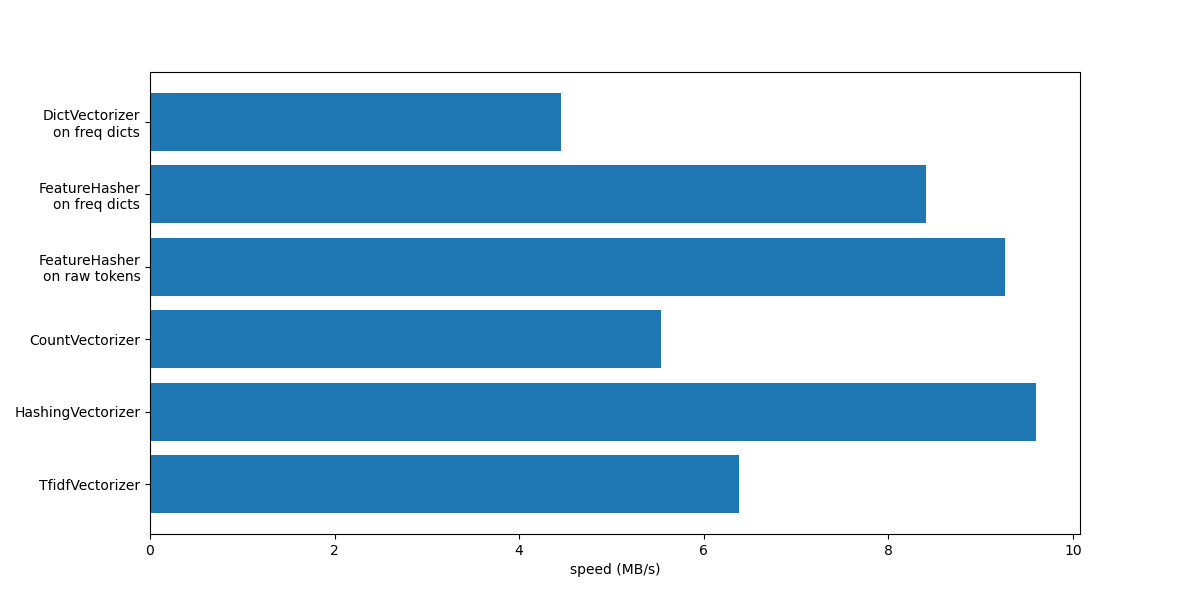 DictVectorizer
on freq dicts
FeatureHasher
on freq dicts
FeatureHasher
on raw tokens
CountVectorizer
HashingVectorizer
TfidfVectorizer
0 2 4 6 8 10
speed (MB/s)